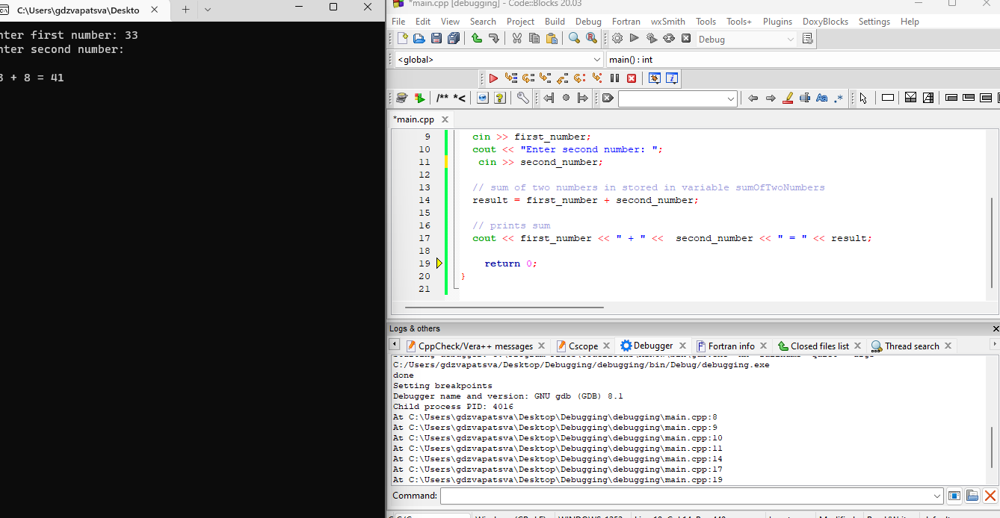 C:\Users\gdzvapatsva\Deskto
nter first number: 33
nter second number:
3 + 8 = 41
*main.cpp [debugging] - Code::Blocks 20.03
File Edit View Search Project Build Debug Fortran wxSmith Tools Tools+ Plugins DoxyBlocks Settings Help
Debug
<global>
main() : int
/** *<
*main.cpp
9 cin >> first_number;
10 cout << "Enter second number: ";
11 cin >> second_number;
12
13 // sum of two numbers in stored in variable sumOfTwoNumbers
14 result = first_number + second_number;
15
16 // prints sum
17 cout << first_number << " + " <<  second_number << " = " << result;
18
19 return 0;
20 }
21
Logs & others
CppCheck/Vera++ messages Cscope Debugger Fortran info Closed files list Thread search
C:/Users/gdzvapatsva/Desktop/Debugging/debugging/bin/Debug/debugging.exe
done
Setting breakpoints
Debugger name and version: GNU gdb (GDB) 8.1
Child process PID: 4016
At C:\Users\gdzvapatsva\Desktop\Debugging\debugging\main.cpp:8
At C:\Users\gdzvapatsva\Desktop\Debugging\debugging\main.cpp:9
At C:\Users\gdzvapatsva\Desktop\Debugging\debugging\main.cpp:10
At C:\Users\gdzvapatsva\Desktop\Debugging\debugging\main.cpp:11
At C:\Users\gdzvapatsva\Desktop\Debugging\debugging\main.cpp:14
At C:\Users\gdzvapatsva\Desktop\Debugging\debugging\main.cpp:17
At C:\Users\gdzvapatsva\Desktop\Debugging\debugging\main.cpp:19
Command: